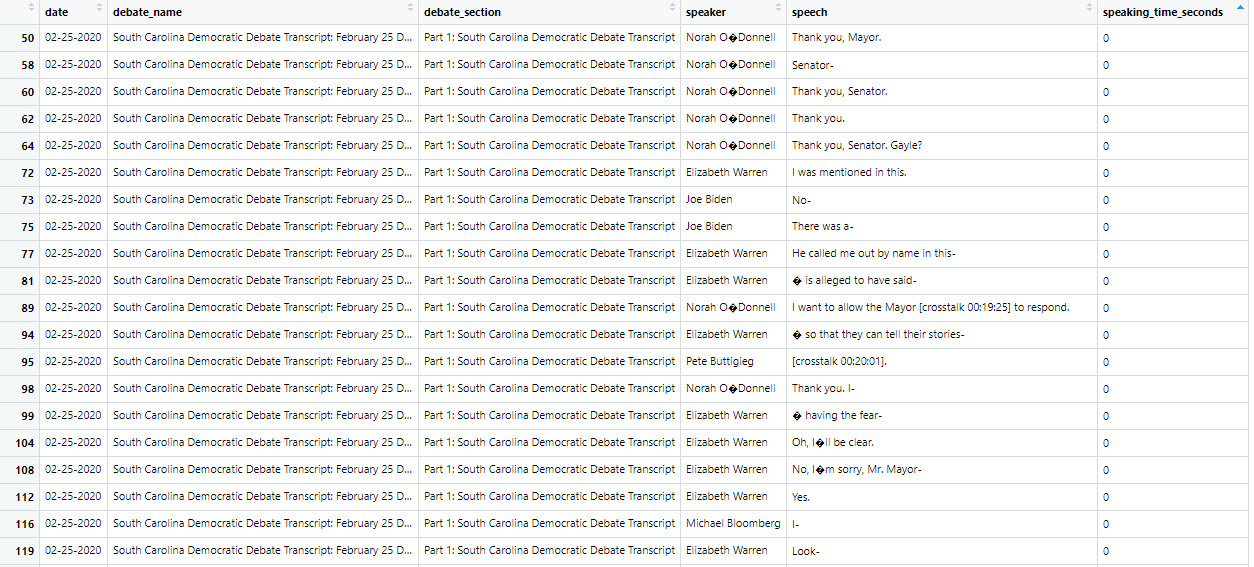 date debate_name debate_section speaker speech speaking_time_seconds
50 02-25-2020 South Carolina Democratic Debate Transcript: February 25 D... Part 1: South Carolina Democratic Debate Transcript Norah O�Donnell Thank you, Mayor. 0
58 02-25-2020 South Carolina Democratic Debate Transcript: February 25 D... Part 1: South Carolina Democratic Debate Transcript Norah O�Donnell Senator- 0
60 02-25-2020 South Carolina Democratic Debate Transcript: February 25 D... Part 1: South Carolina Democratic Debate Transcript Norah O�Donnell Thank you, Senator. 0
62 02-25-2020 South Carolina Democratic Debate Transcript: February 25 D... Part 1: South Carolina Democratic Debate Transcript Norah O�Donnell Thank you. 0
64 02-25-2020 South Carolina Democratic Debate Transcript: February 25 D... Part 1: South Carolina Democratic Debate Transcript Norah O�Donnell Thank you, Senator. Gayle? 0
72 02-25-2020 South Carolina Democratic Debate Transcript: February 25 D... Part 1: South Carolina Democratic Debate Transcript Elizabeth Warren I was mentioned in this. 0
73 02-25-2020 South Carolina Democratic Debate Transcript: February 25 D... Part 1: South Carolina Democratic Debate Transcript Joe Biden No- 0
75 02-25-2020 South Carolina Democratic Debate Transcript: February 25 D... Part 1: South Carolina Democratic Debate Transcript Joe Biden There was a- 0
77 02-25-2020 South Carolina Democratic Debate Transcript: February 25 D... Part 1: South Carolina Democratic Debate Transcript Elizabeth Warren He called me out by name in this- 0
81 02-25-2020 South Carolina Democratic Debate Transcript: February 25 D... Part 1: South Carolina Democratic Debate Transcript Elizabeth Warren � is alleged to have said- 0
89 02-25-2020 South Carolina Democratic Debate Transcript: February 25 D... Part 1: South Carolina Democratic Debate Transcript Norah O�Donnell I want to allow the Mayor [crosstalk 00:19:25] to respond. 0
94 02-25-2020 South Carolina Democratic Debate Transcript: February 25 D... Part 1: South Carolina Democratic Debate Transcript Elizabeth Warren � so that they can tell their stories- 0
95 02-25-2020 South Carolina Democratic Debate Transcript: February 25 D... Part 1: South Carolina Democratic Debate Transcript Pete Buttigieg [crosstalk 00:20:01]. 0
98 02-25-2020 South Carolina Democratic Debate Transcript: February 25 D... Part 1: South Carolina Democratic Debate Transcript Norah O�Donnell Thank you. I- 0
99 02-25-2020 South Carolina Democratic Debate Transcript: February 25 D... Part 1: South Carolina Democratic Debate Transcript Elizabeth Warren � having the fear- 0
104 02-25-2020 South Carolina Democratic Debate Transcript: February 25 D... Part 1: South Carolina Democratic Debate Transcript Elizabeth Warren Oh, I�ll be clear. 0
108 02-25-2020 South Carolina Democratic Debate Transcript: February 25 D... Part 1: South Carolina Democratic Debate Transcript Elizabeth Warren No, I�m sorry, Mr. Mayor- 0
112 02-25-2020 South Carolina Democratic Debate Transcript: February 25 D... Part 1: South Carolina Democratic Debate Transcript Elizabeth Warren Yes. 0
116 02-25-2020 South Carolina Democratic Debate Transcript: February 25 D... Part 1: South Carolina Democratic Debate Transcript Michael Bloomberg I- 0
119 02-25-2020 South Carolina Democratic Debate Transcript: February 25 D... Part 1: South Carolina Democratic Debate Transcript Elizabeth Warren Look- 0